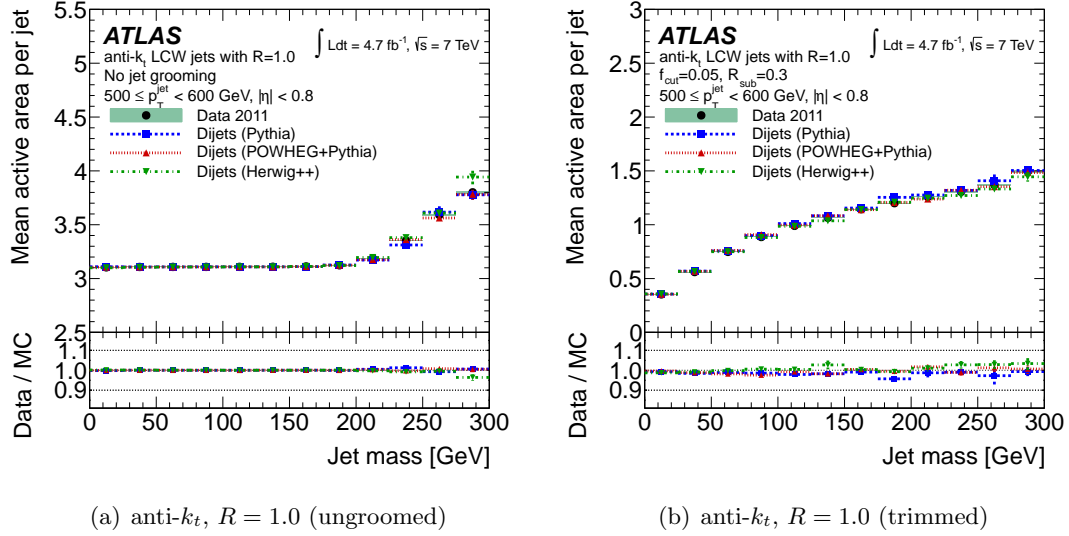 ATLAS
∫ Ldt = 4.7 fb⁻¹, √s = 7 TeV
anti-kₜ LCW jets with R=1.0
No jet grooming
500 ≤ p_T^jet < 600 GeV, |η| < 0.8
Data 2011
Dijets (Pythia)
Dijets (POWHEG+Pythia)
Dijets (Herwig++)
Mean active area per jet
5.5
5
4.5
4
3.5
3
2.5
Data / MC
1.1
1.0
0.9
0 50 100 150 200 250 300
Jet mass [GeV]
(a) anti-kₜ, R = 1.0 (ungroomed)
ATLAS
∫ Ldt = 4.7 fb⁻¹, √s = 7 TeV
anti-kₜ LCW jets with R=1.0
f_cut=0.05, R_sub=0.3
500 ≤ p_T^jet < 600 GeV, |η| < 0.8
Data 2011
Dijets (Pythia)
Dijets (POWHEG+Pythia)
Dijets (Herwig++)
Mean active area per jet
3
2.5
2
1.5
1
0.5
0
Data / MC
1.1
1.0
0.9
0 50 100 150 200 250 300
Jet mass [GeV]
(b) anti-kₜ, R = 1.0 (trimmed)